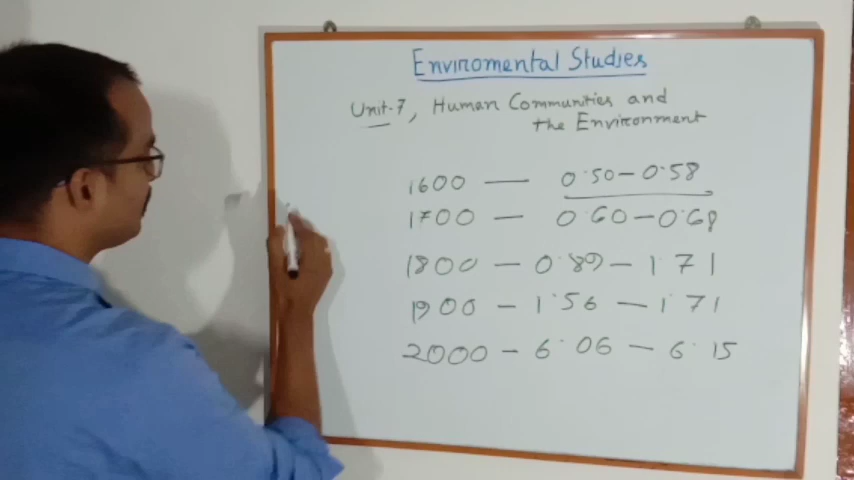 Enviromental Studies
Unit-7, Human Communities and
the Environment
1600 — 0.50 – 0.58
1700 — 0.60 – 0.68
1800 – 0.89 – 1.71
1900 – 1.56 – 1.71
2000 – 6.06 – 6.15